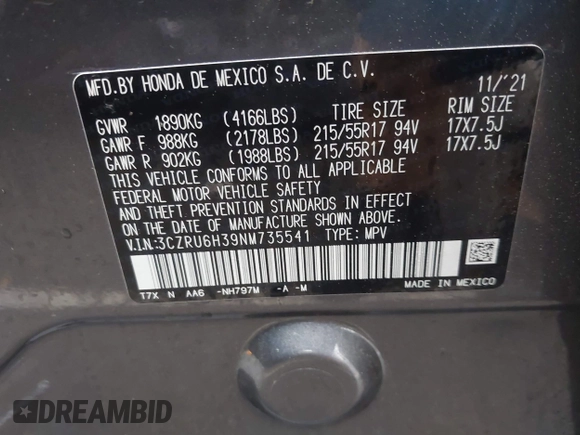 MFD.BY HONDA DE MEXICO S.A. DE C.V.
11/'21
GVWR 1890KG (4166LBS) TIRE SIZE RIM SIZE
GAWR F 988KG (2178LBS) 215/55R17 94V 17X7.5J
GAWR R 902KG (1988LBS) 215/55R17 94V 17X7.5J
THIS VEHICLE CONFORMS TO ALL APPLICABLE
FEDERAL MOTOR VEHICLE SAFETY
AND THEFT PREVENTION STANDARDS IN EFFECT
ON THE DATE OF MANUFACTURE SHOWN ABOVE.
V.I.N:3CZRU6H39NM735541 TYPE: MPV
T7X N AA6 -NH797M -A -M MADE IN MEXICO
DREAMBID